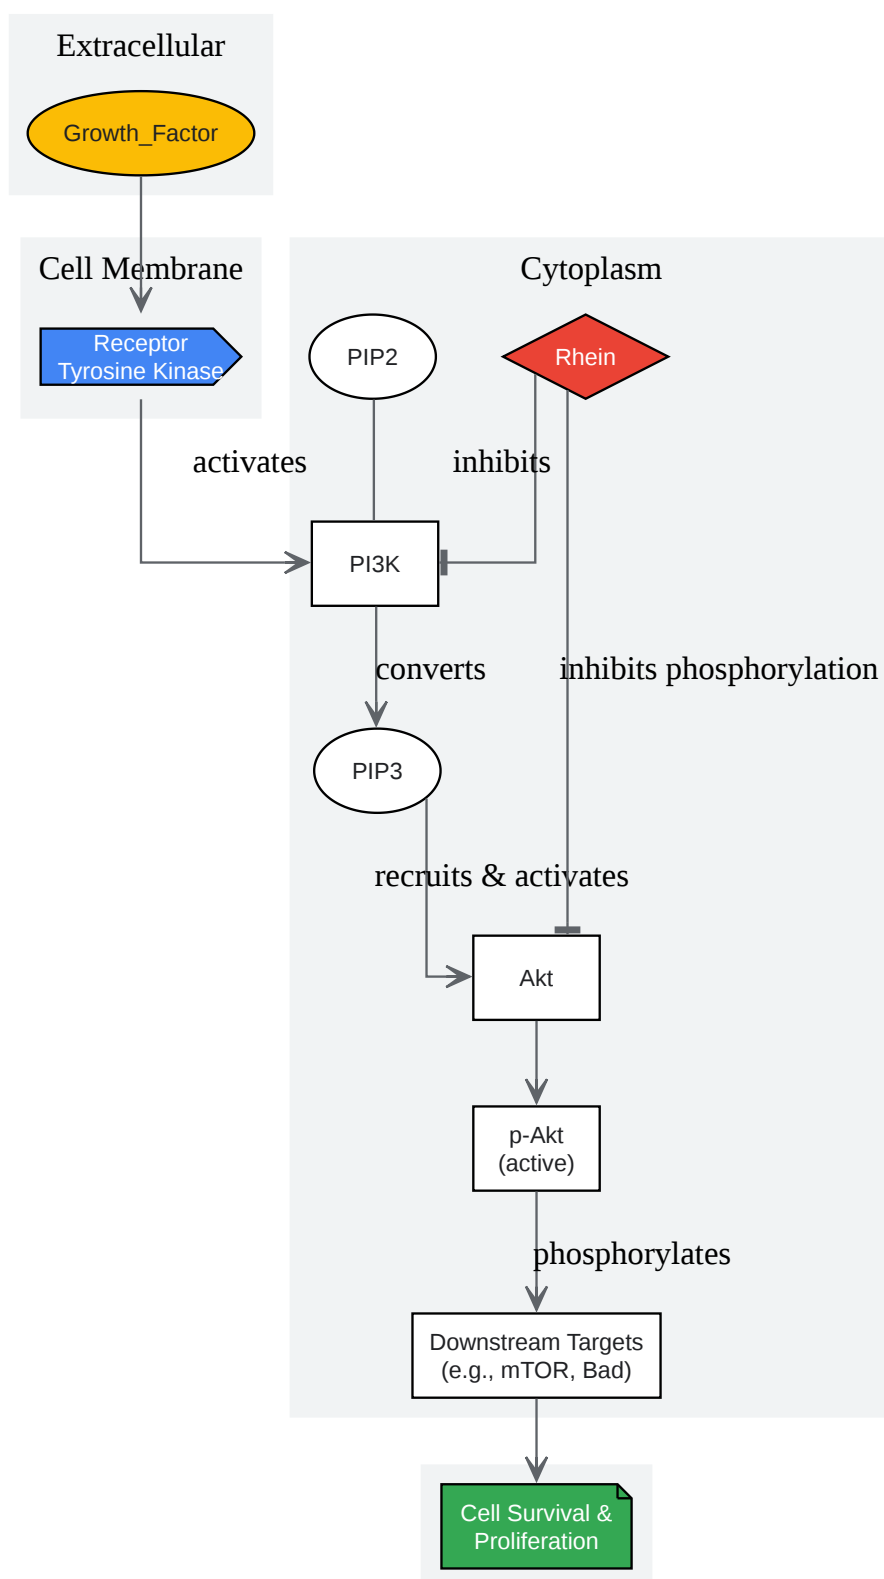 Extracellular
Growth_Factor
Cell Membrane
Cytoplasm
Receptor
Tyrosine Kinase
PIP2
Rhein
activates
inhibits
PI3K
converts
inhibits phosphorylation
PIP3
recruits & activates
Akt
p-Akt
(active)
phosphorylates
Downstream Targets
(e.g., mTOR, Bad)
Cell Survival &
Proliferation